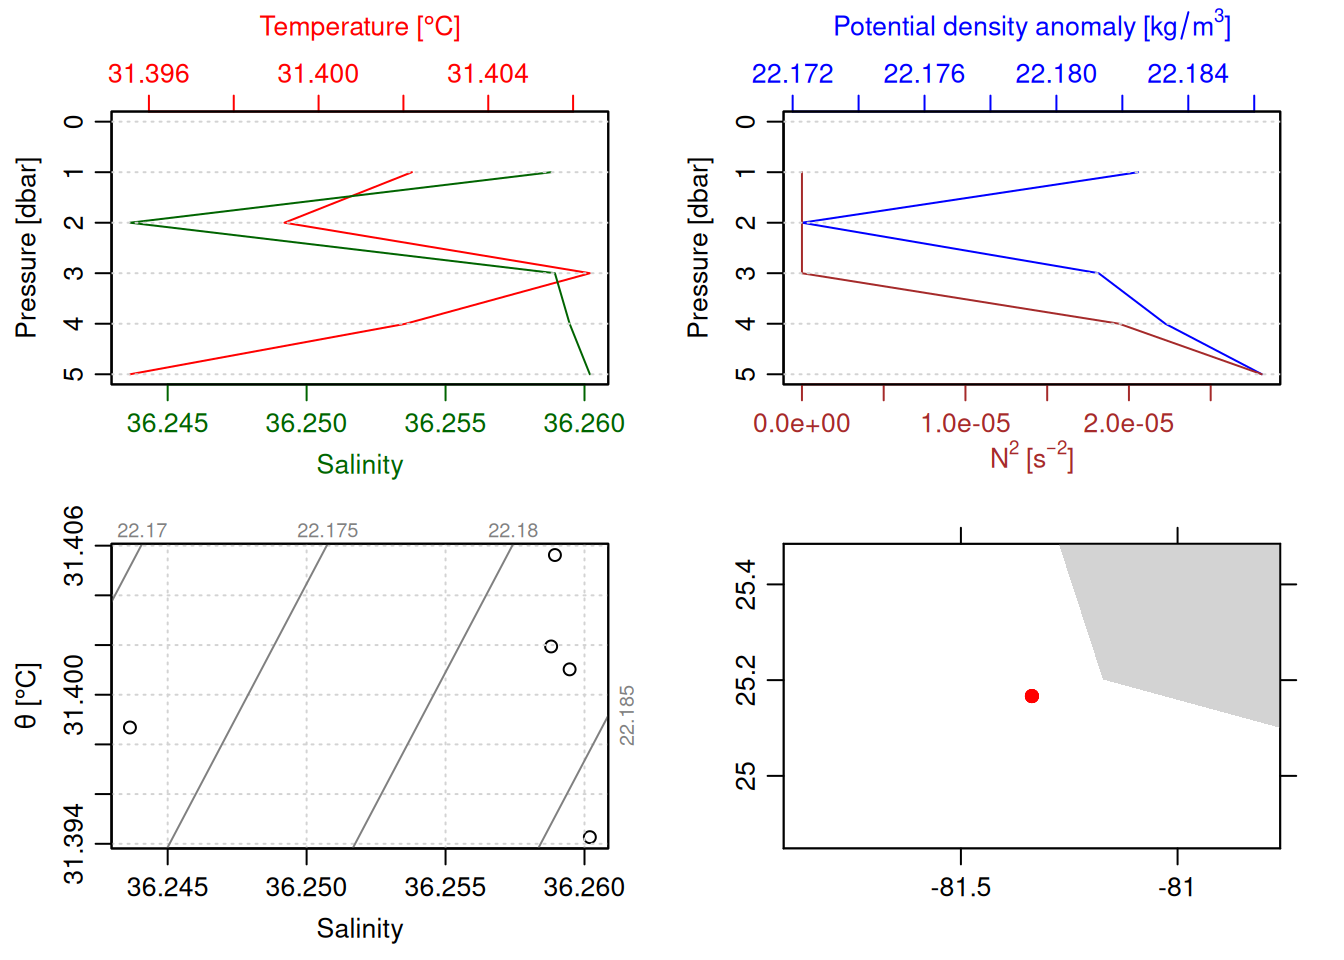 Temperature [°C]
31.396 31.400 31.404
Pressure [dbar]
0
1
2
3
4
5
36.245 36.250 36.255 36.260
Salinity
Potential density anomaly [kg/m³]
22.172 22.176 22.180 22.184
Pressure [dbar]
0
1
2
3
4
5
0.0e+00 1.0e-05 2.0e-05
N² [s⁻²]
22.17 22.175 22.18
22.185
θ [°C]
31.406
31.400
31.394
36.245 36.250 36.255 36.260
Salinity
25.4
25.2
25
-81.5 -81